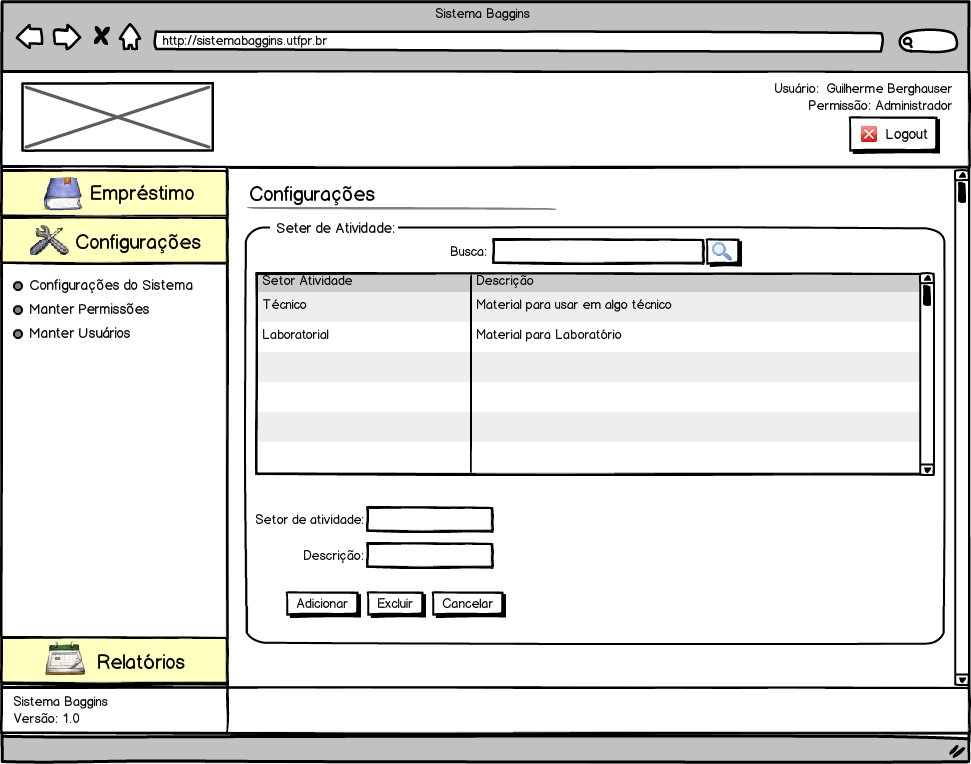 Sistema Baggins
http://sistemabaggins.utfpr.br
Usuário: Guilherme Berghauser
Permissão: Administrador
Logout
Empréstimo
Configurações
Configurações do Sistema
Manter Permissões
Manter Usuários
Relatórios
Sistema Baggins
Versão: 1.0
Configurações
Seter de Atividade:
Busca:
Setor Atividade Descrição
Técnico Material para usar em algo técnico
Laboratorial Material para Laboratório
Setor de atividade:
Descrição:
Adicionar Excluir Cancelar